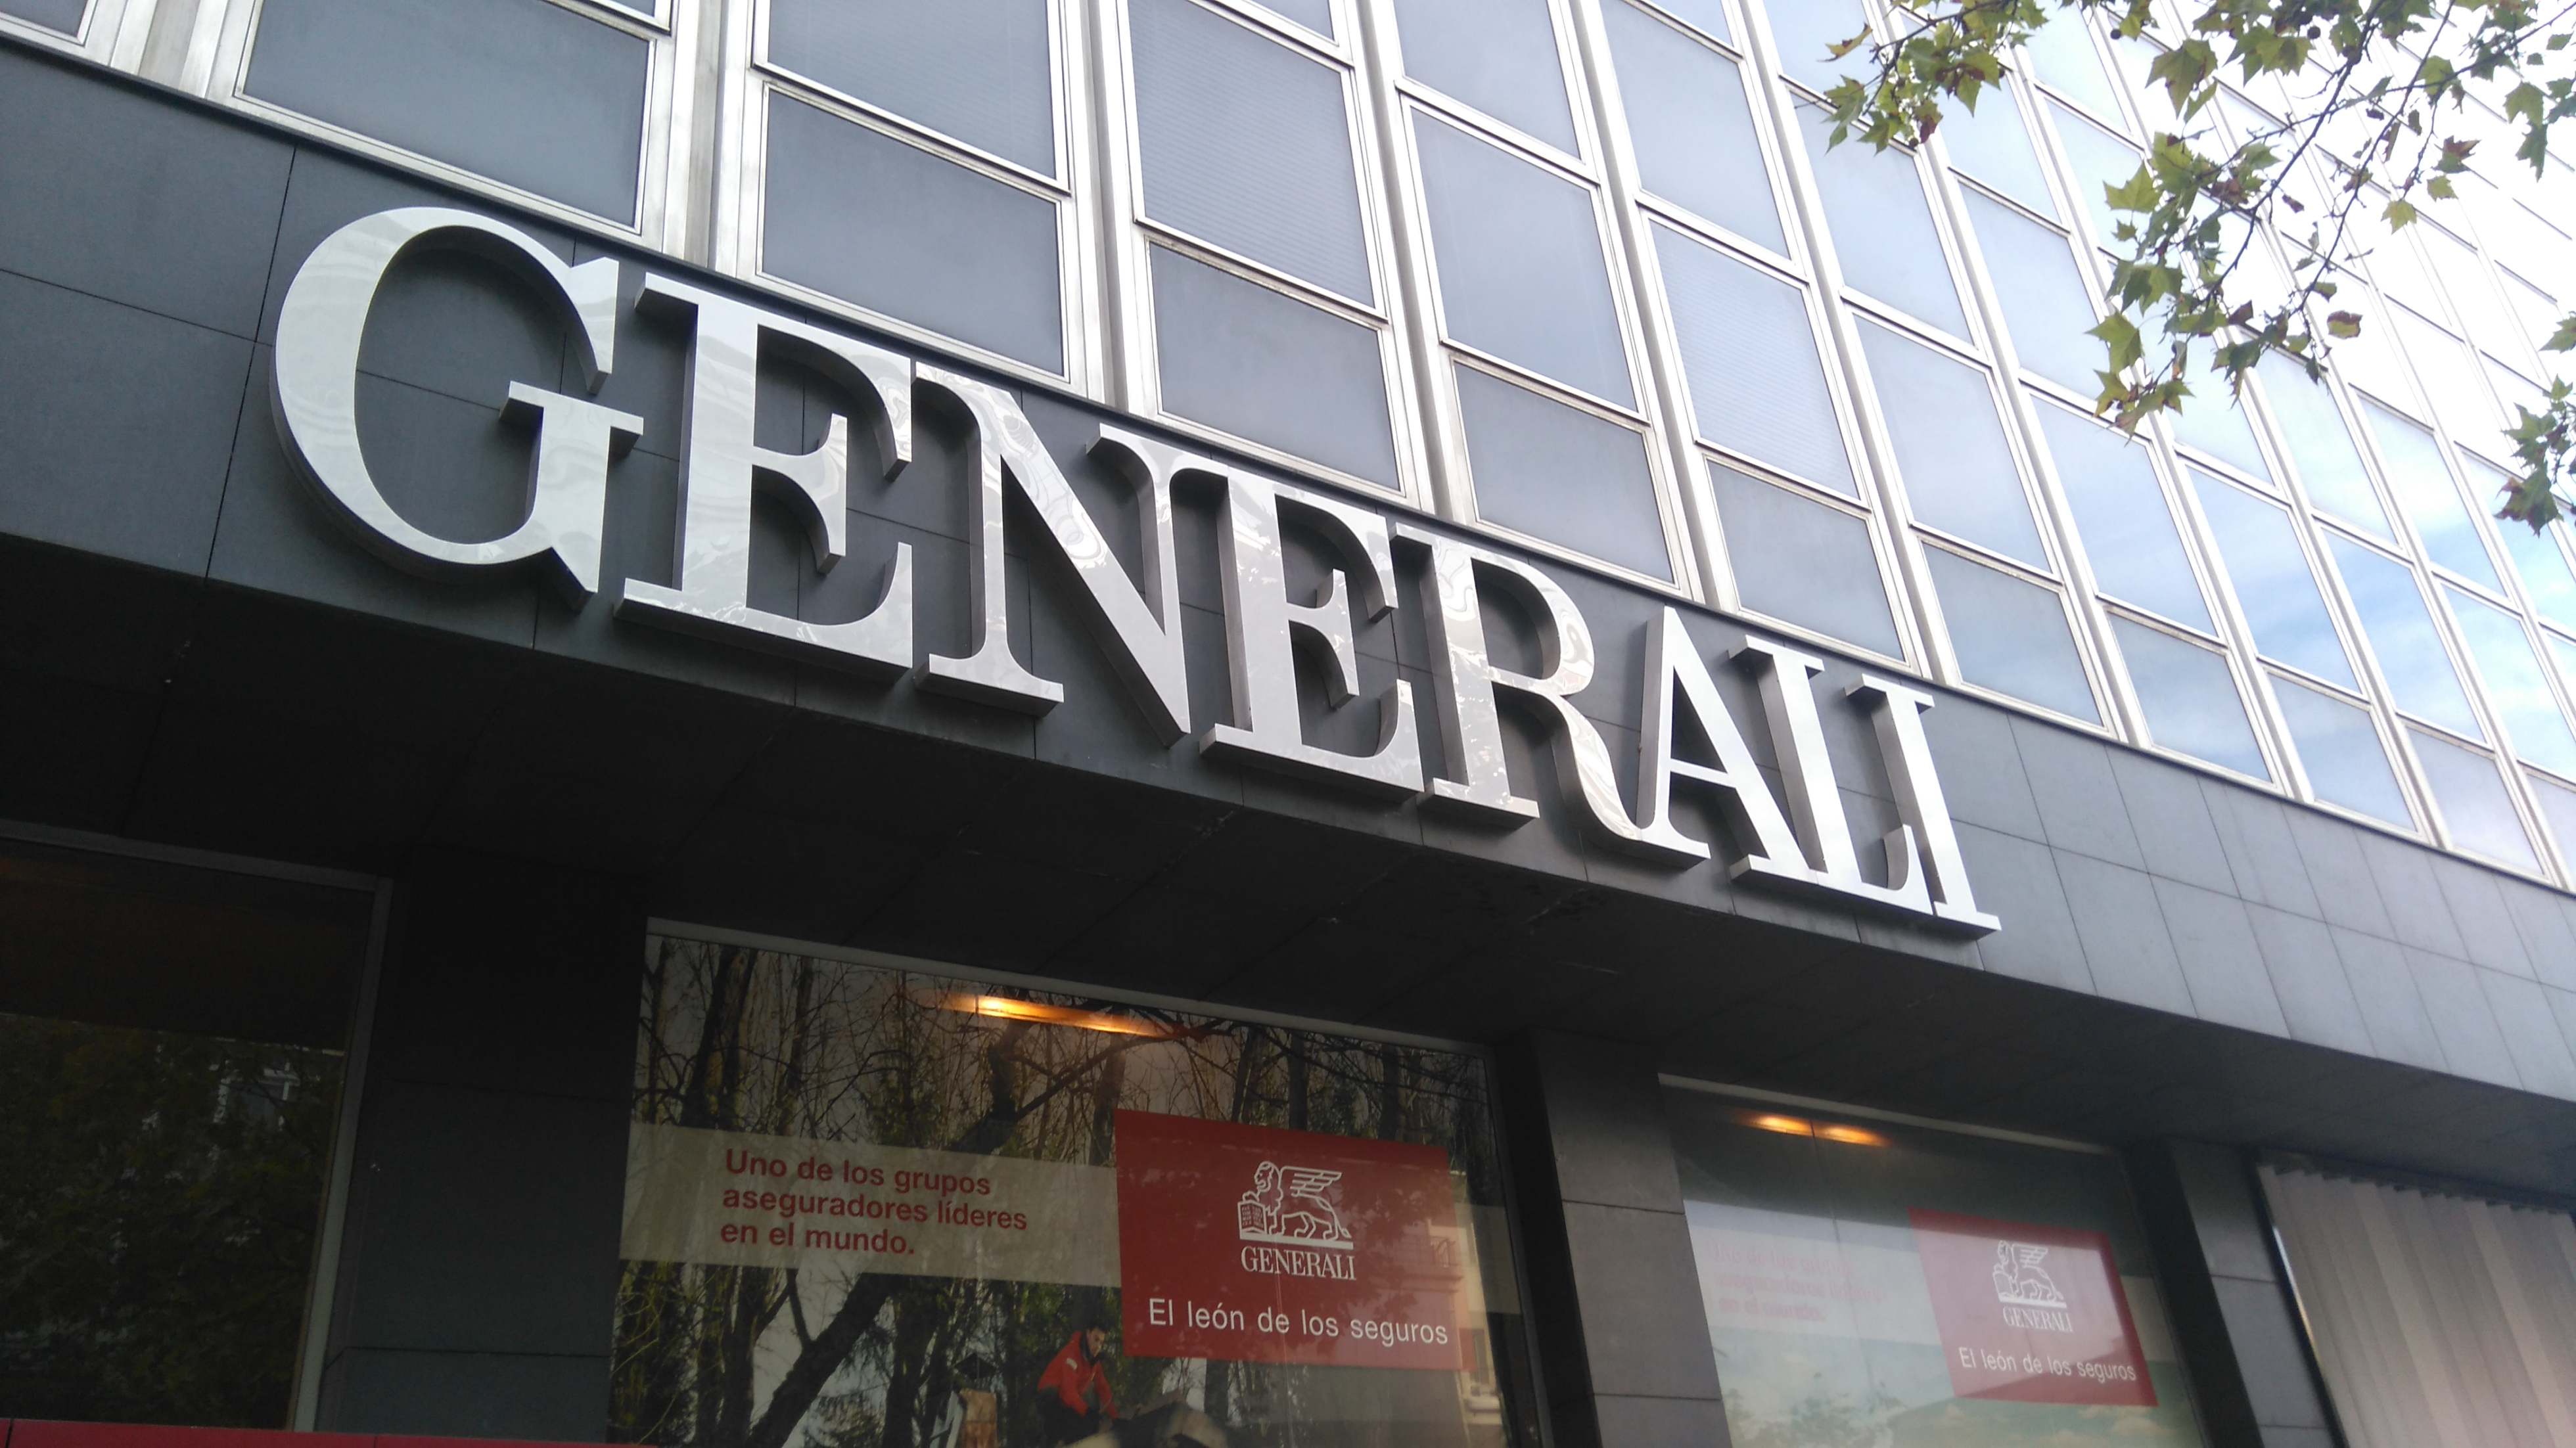 GENERALI
Uno de los grupos
aseguradores líderes
en el mundo.
GENERALI
El león de los seguros
GENERALI
El león de los seguros